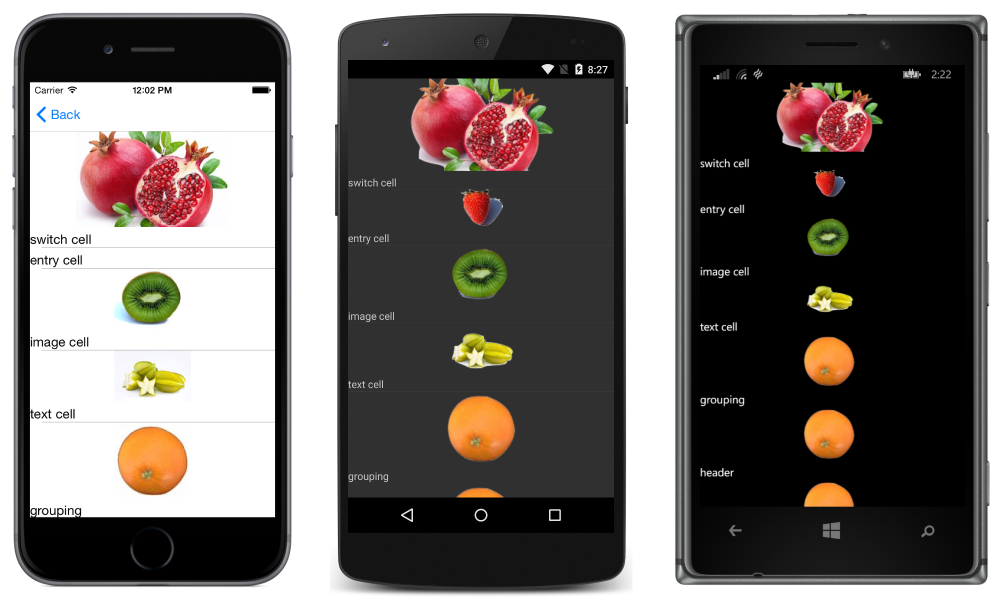 Carrier 12:02 PM
Back
switch cell
entry cell
image cell
text cell
grouping
8:27
switch cell
entry cell
image cell
text cell
grouping
2:22
switch cell
entry cell
image cell
text cell
grouping
header